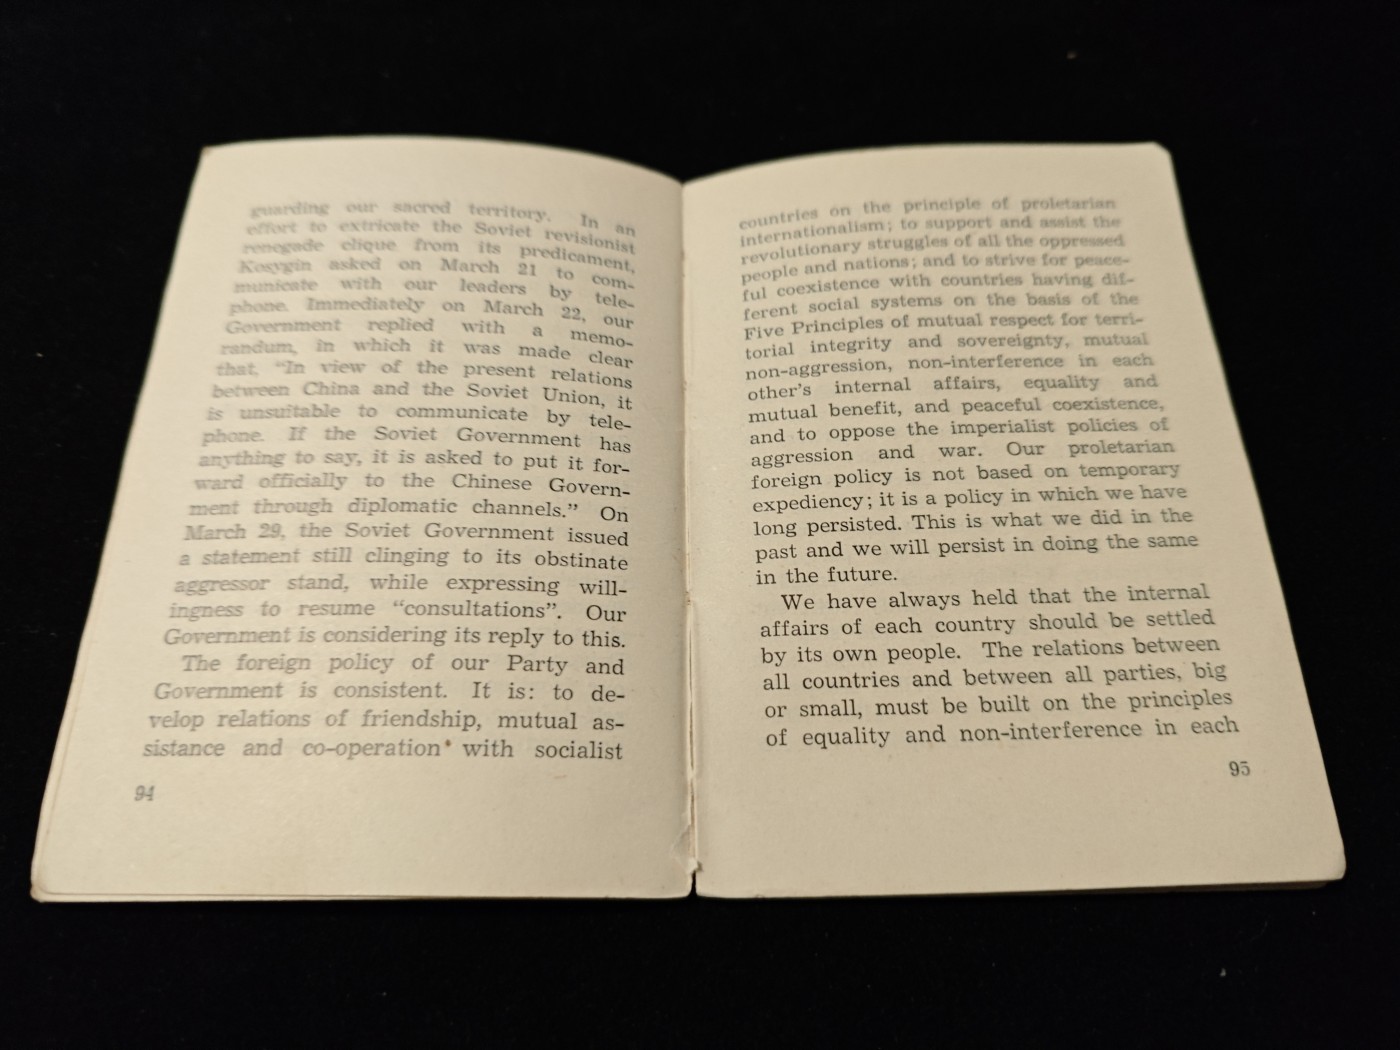 guarding our sacred territory. In an
effort to extricate the Soviet revisionist
renegade clique from its predicament,
Kosygin asked on March 21 to com-
municate with our leaders by tele-
phone. Immediately on March 22, our
Government replied with a memo-
randum, in which it was made clear
that, “In view of the present relations
between China and the Soviet Union, it
is unsuitable to communicate by tele-
phone. If the Soviet Government has
anything to say, it is asked to put it for-
ward officially to the Chinese Govern-
ment through diplomatic channels.” On
March 29, the Soviet Government issued
a statement still clinging to its obstinate
aggressor stand, while expressing will-
ingness to resume “consultations”. Our
Government is considering its reply to this.
The foreign policy of our Party and
Government is consistent. It is: to de-
velop relations of friendship, mutual as-
sistance and co-operation with socialist
94
countries on the principle of proletarian
internationalism; to support and assist the
revolutionary struggles of all the oppressed
people and nations; and to strive for peace-
ful coexistence with countries having dif-
ferent social systems on the basis of the
Five Principles of mutual respect for terri-
torial integrity and sovereignty, mutual
non-aggression, non-interference in each
other’s internal affairs, equality and
mutual benefit, and peaceful coexistence,
and to oppose the imperialist policies of
aggression and war. Our proletarian
foreign policy is not based on temporary
expediency; it is a policy in which we have
long persisted. This is what we did in the
past and we will persist in doing the same
in the future.
We have always held that the internal
affairs of each country should be settled
by its own people. The relations between
all countries and between all parties, big
or small, must be built on the principles
of equality and non-interference in each
95